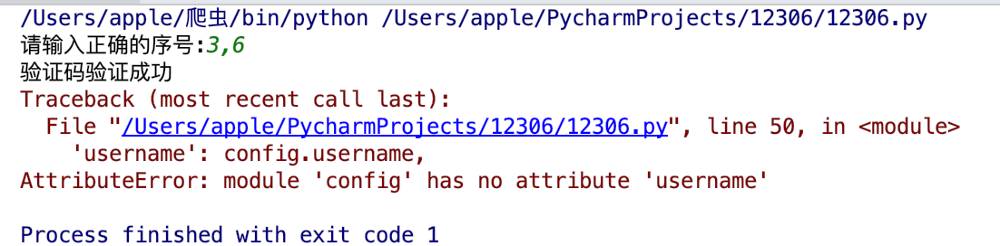 /Users/apple/爬虫/bin/python /Users/apple/PycharmProjects/12306/12306.py
请输入正确的序号:3,6
验证码验证成功
Traceback (most recent call last):
  File "/Users/apple/PycharmProjects/12306/12306.py", line 50, in <module>
    'username': config.username,
AttributeError: module 'config' has no attribute 'username'
Process finished with exit code 1